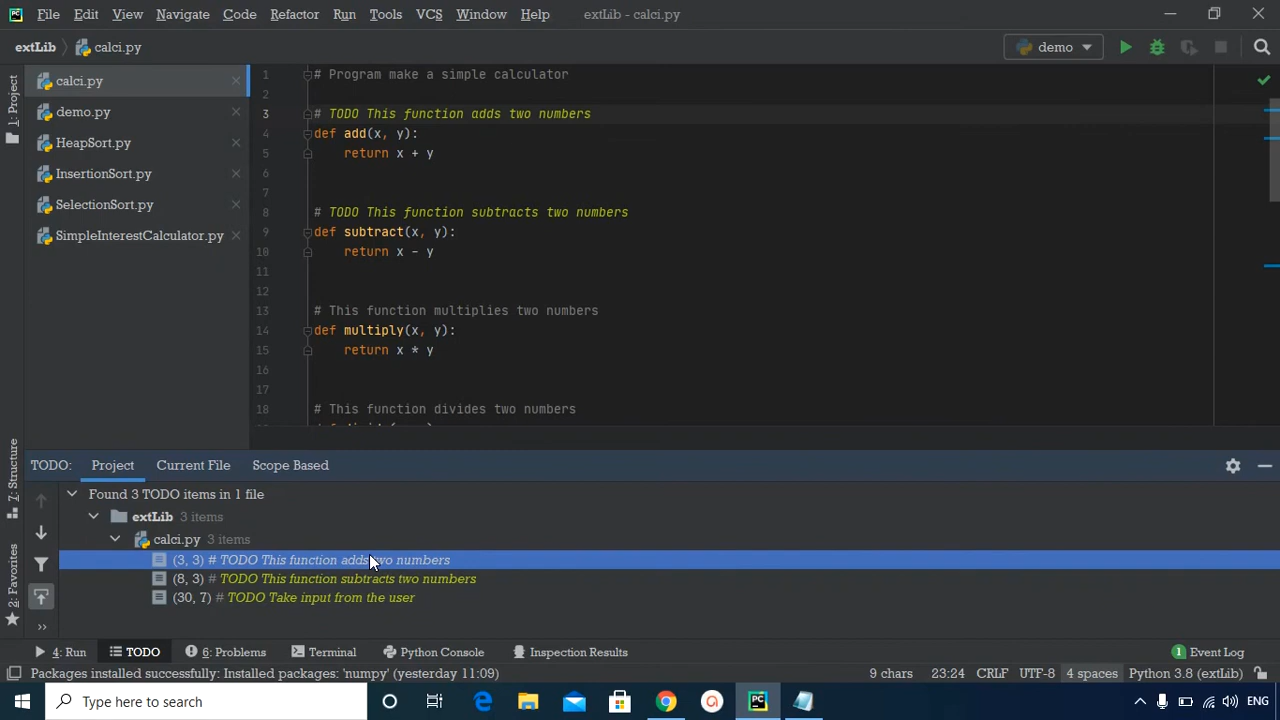 File Edit View Navigate Code Refactor Run Tools VCS Window Help extLib - calci.py
extLib calci.py demo
1: Project
calci.py
demo.py
HeapSort.py
InsertionSort.py
SelectionSort.py
SimpleInterestCalculator.py
1 # Program make a simple calculator
2
3 # TODO This function adds two numbers
4 def add(x, y):
5 return x + y
6
7
8 # TODO This function subtracts two numbers
9 def subtract(x, y):
10 return x - y
11
12
13 # This function multiplies two numbers
14 def multiply(x, y):
15 return x * y
16
17
18 # This function divides two numbers
7: Structure
2: Favorites
TODO: Project Current File Scope Based
Found 3 TODO items in 1 file
extLib 3 items
calci.py 3 items
(3, 3) # TODO This function adds two numbers
(8, 3) # TODO This function subtracts two numbers
(30, 7) # TODO Take input from the user
4: Run TODO 6: Problems Terminal Python Console Inspection Results 1 Event Log
Packages installed successfully: Installed packages: 'numpy' (yesterday 11:09) 9 chars 23:24 CRLF UTF-8 4 spaces Python 3.8 (extLib)
Type here to search ENG